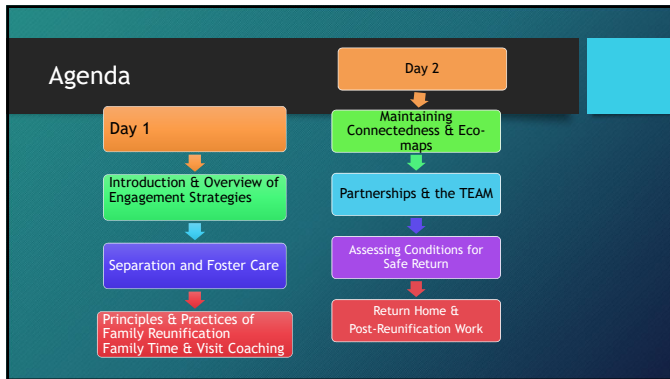 Agenda
Day 1
Introduction & Overview of
Engagement Strategies
Separation and Foster Care
Principles & Practices of
Family Reunification
Family Time & Visit Coaching
Day 2
Maintaining
Connectedness & Eco-
maps
Partnerships & the TEAM
Assessing Conditions for
Safe Return
Return Home &
Post-Reunification Work